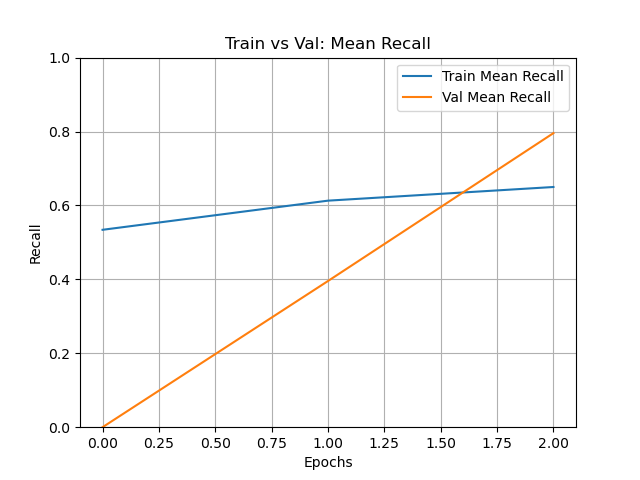 Train vs Val: Mean Recall
Train Mean Recall
Val Mean Recall
1.0
0.8
0.6
0.4
0.2
0.0
Recall
0.00 0.25 0.50 0.75 1.00 1.25 1.50 1.75 2.00
Epochs